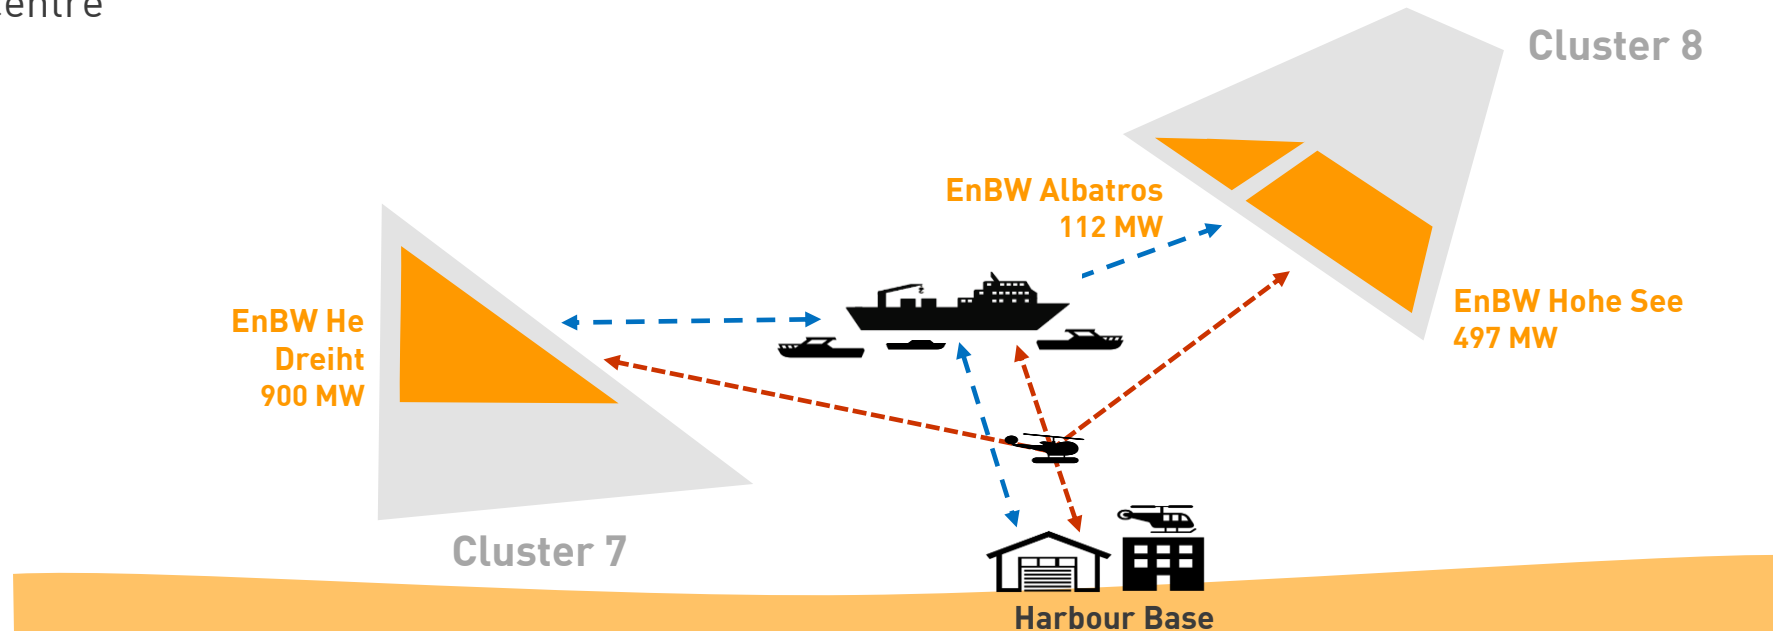 Cluster 8
EnBW Albatros
112 MW
EnBW Hohe See
497 MW
EnBW He
Dreiht
900 MW
Cluster 7
Harbour Base